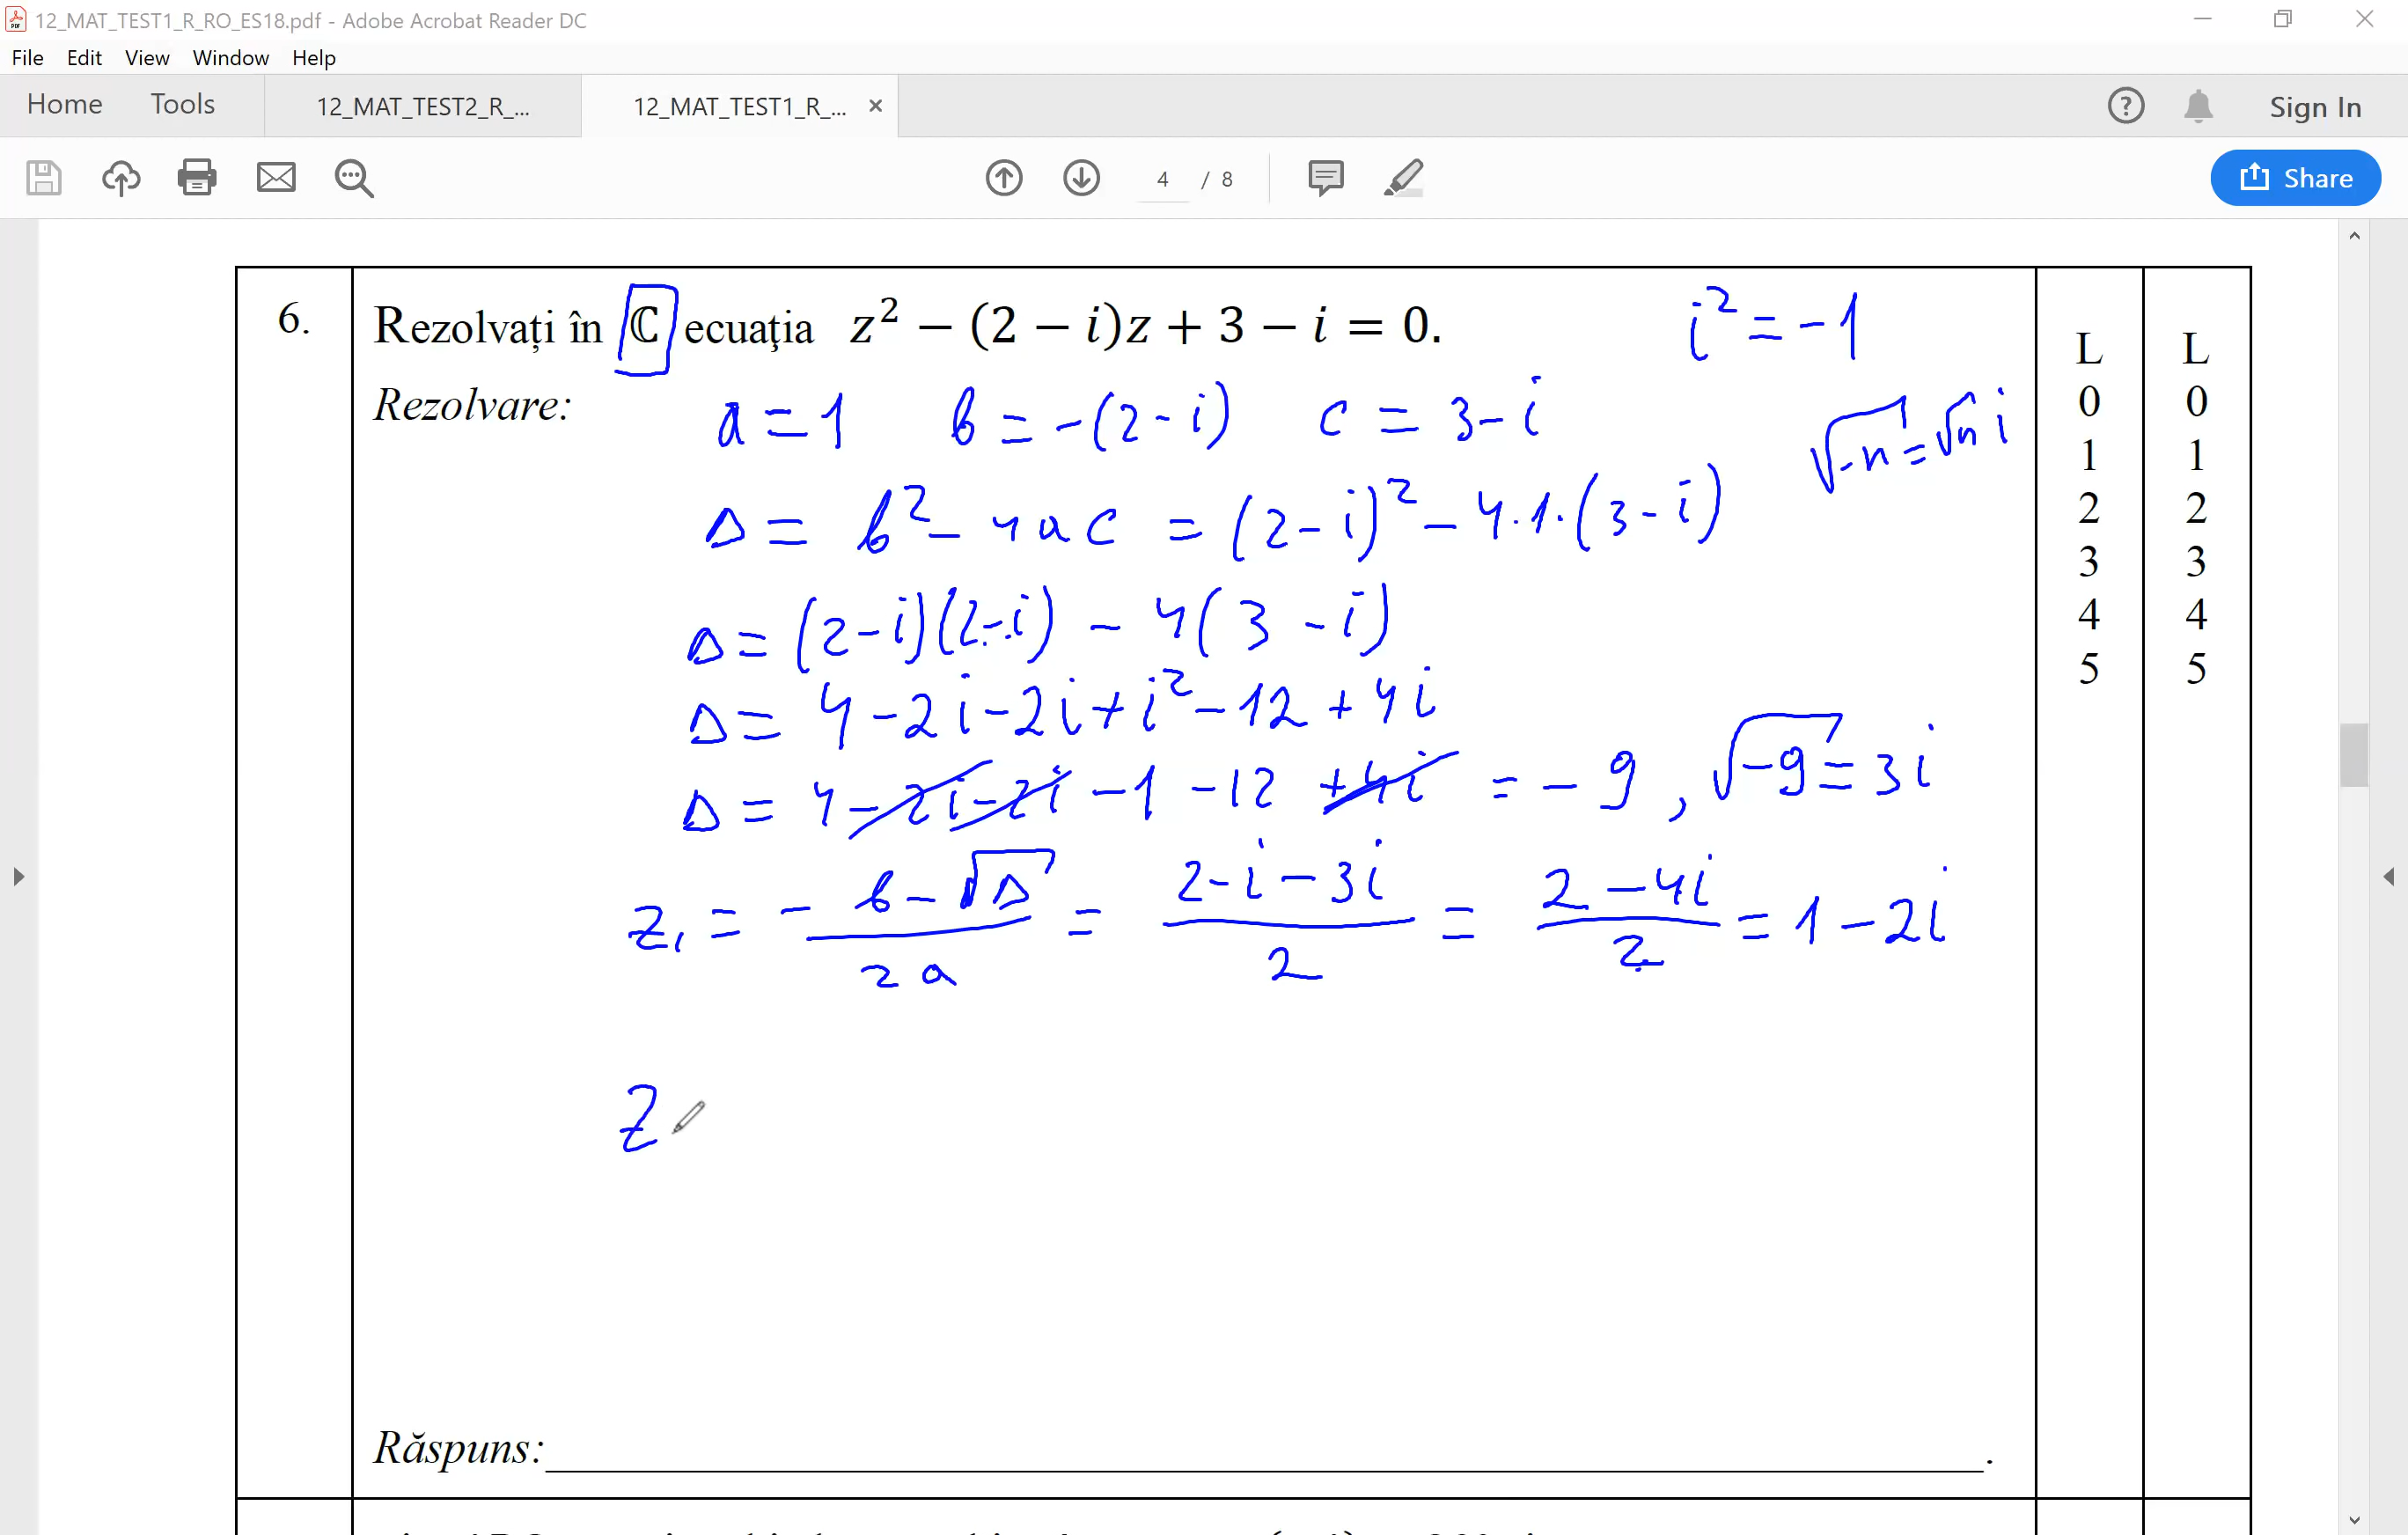 12_MAT_TEST1_R_RO_ES18.pdf - Adobe Acrobat Reader DC
File Edit View Window Help
Home Tools 12_MAT_TEST2_R_... 12_MAT_TEST1_R_... × ? Sign In
4 / 8 Share
6. Rezolvați în ℂ ecuaţia z² − (2 − i)z + 3 − i = 0. i² = -1
Rezolvare: a = 1 b = -(2-i) c = 3-i √-n = √n i
Δ = b² - 4ac = (2-i)² - 4·1·(3-i)
Δ = (2-i)(2-i) - 4(3-i)
Δ = 4-2i-2i+i²-12+4i
Δ = 4-2i-2i-1-12+4i = -9, √-9 = 3i
z₁ = - b-√Δ / 2a = 2-i-3i / 2 = 2-4i / 2 = 1-2i
z
Răspuns: .
L L
0 0
1 1
2 2
3 3
4 4
5 5